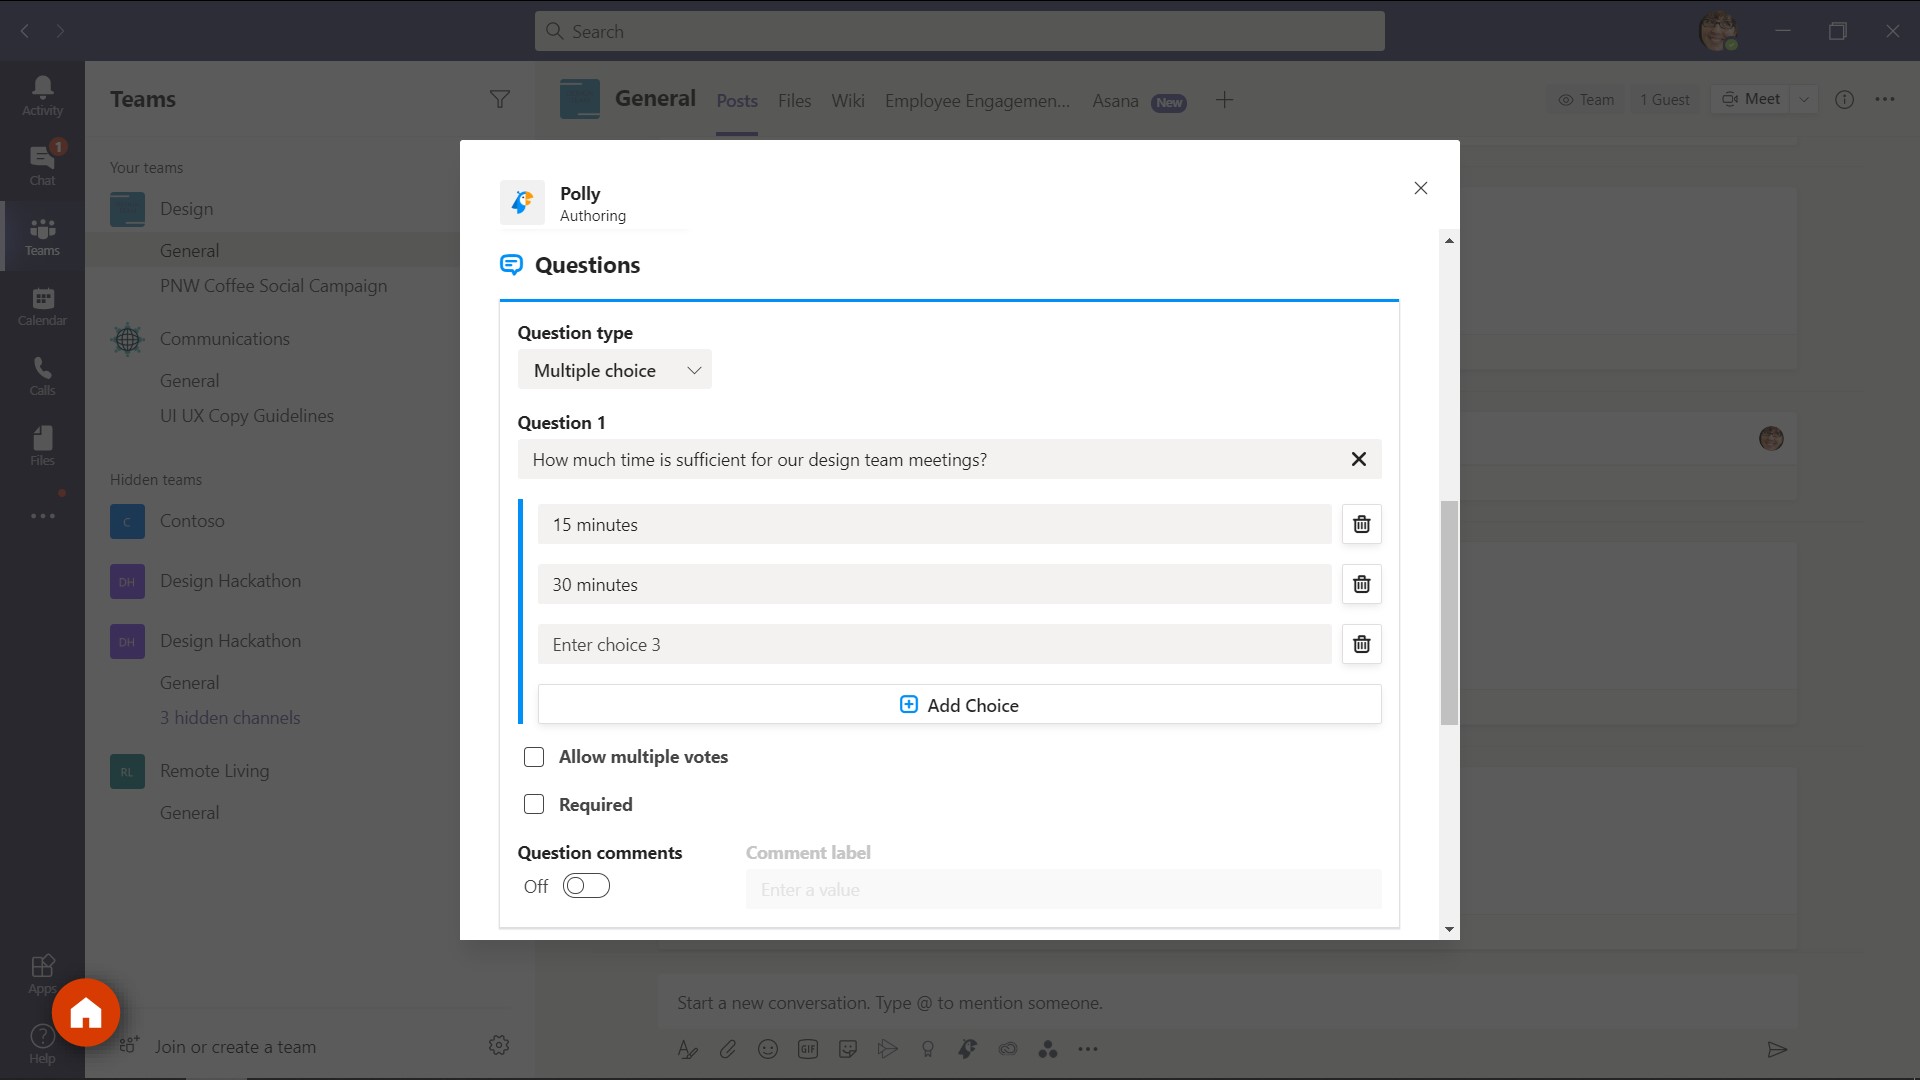 Search
Activity
Chat
1
Teams
Calendar
Calls
Files
Apps
Help
Teams
Your teams
Design
General
PNW Coffee Social Campaign
Communications
General
UI UX Copy Guidelines
Hidden teams
C
Contoso
DH
Design Hackathon
DH
Design Hackathon
General
3 hidden channels
RL
Remote Living
General
Join or create a team
General
Posts
Files
Wiki
Employee Engagemen...
Asana
New
Team
1 Guest
Meet
Polly
Authoring
Questions
Question type
Multiple choice
Question 1
How much time is sufficient for our design team meetings?
15 minutes
30 minutes
Enter choice 3
Add Choice
Allow multiple votes
Required
Question comments
Comment label
Off
Enter a value
Start a new conversation. Type @ to mention someone.
GIF